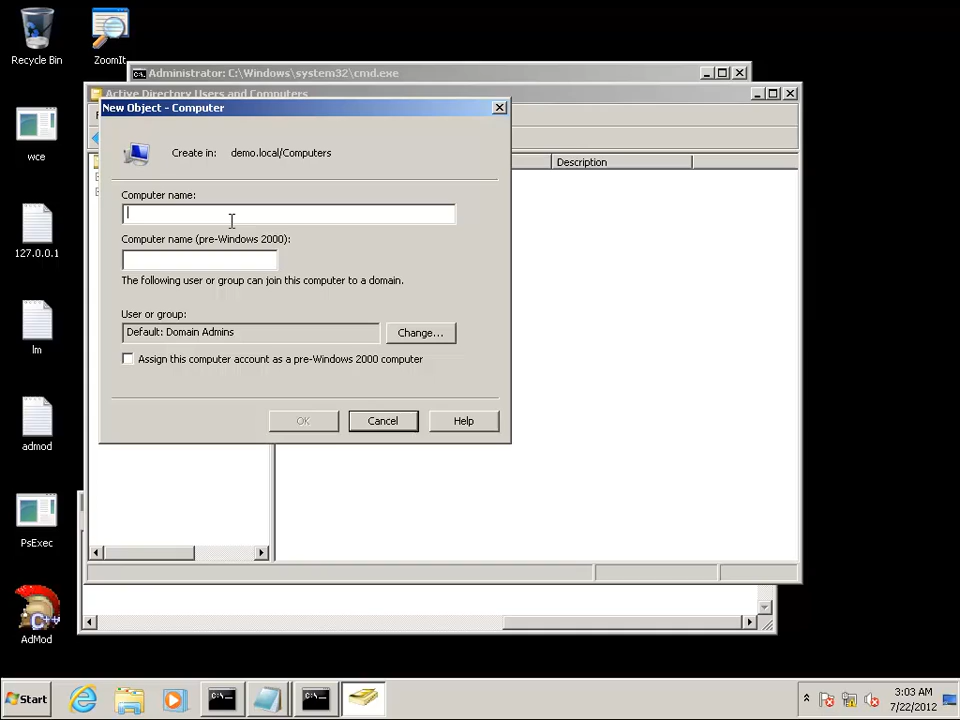 Recycle Bin
ZoomIt
wce
127.0.0.1
lm
admod
PsExec
AdMod
Administrator: C:\Windows\system32\cmd.exe
Active Directory Users and Computers
New Object - Computer
Create in: demo.local/Computers
Computer name:
Computer name (pre-Windows 2000):
The following user or group can join this computer to a domain.
User or group:
Default: Domain Admins
Change...
Assign this computer account as a pre-Windows 2000 computer
OK
Cancel
Help
Description
Start
3:03 AM
7/22/2012